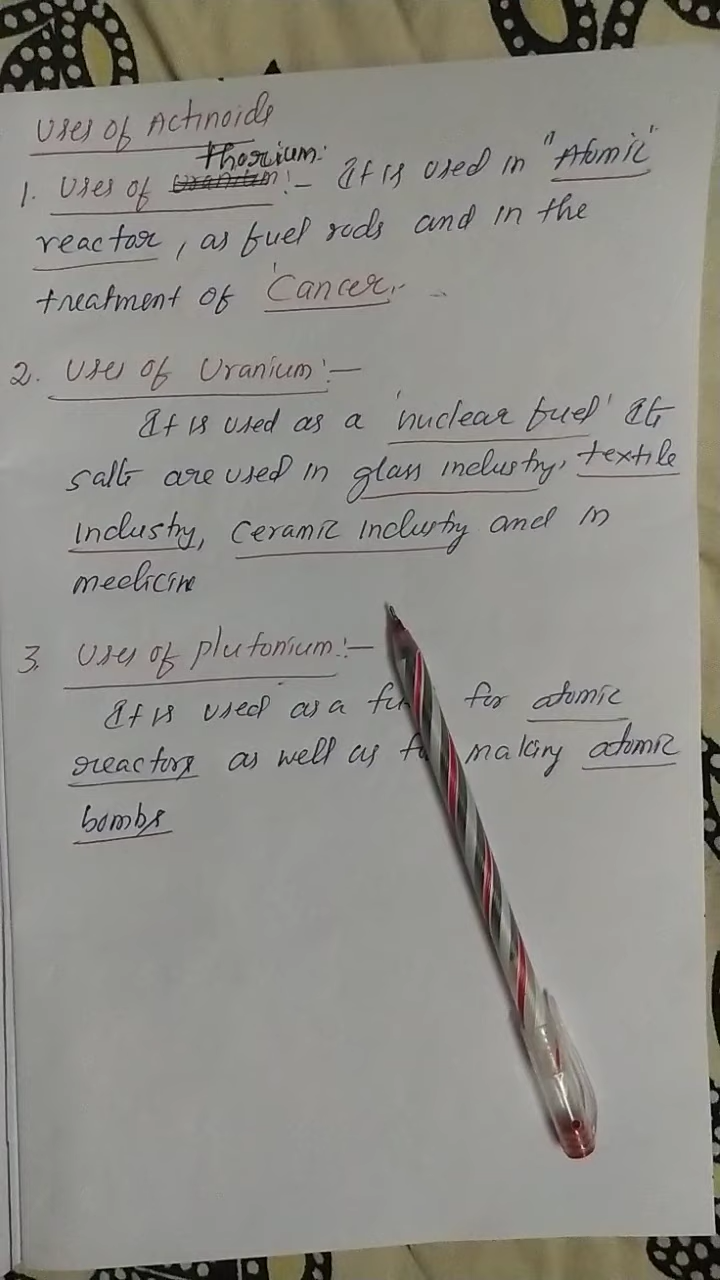 Uses of Actinoids
Thorium:
1. Uses of Uranium:- It is used in "Atomic"
reactor, as fuel rods and in the
treatment of 'Cancer.
2. Uses of Uranium:-
It is used as a 'nuclear fuel' Its
salts are used in glass industry, textile
industry, ceramic industry and in
medicine
3. Uses of plutonium:-
It is used as a for atomic
reactors as well as making atomic
bombs